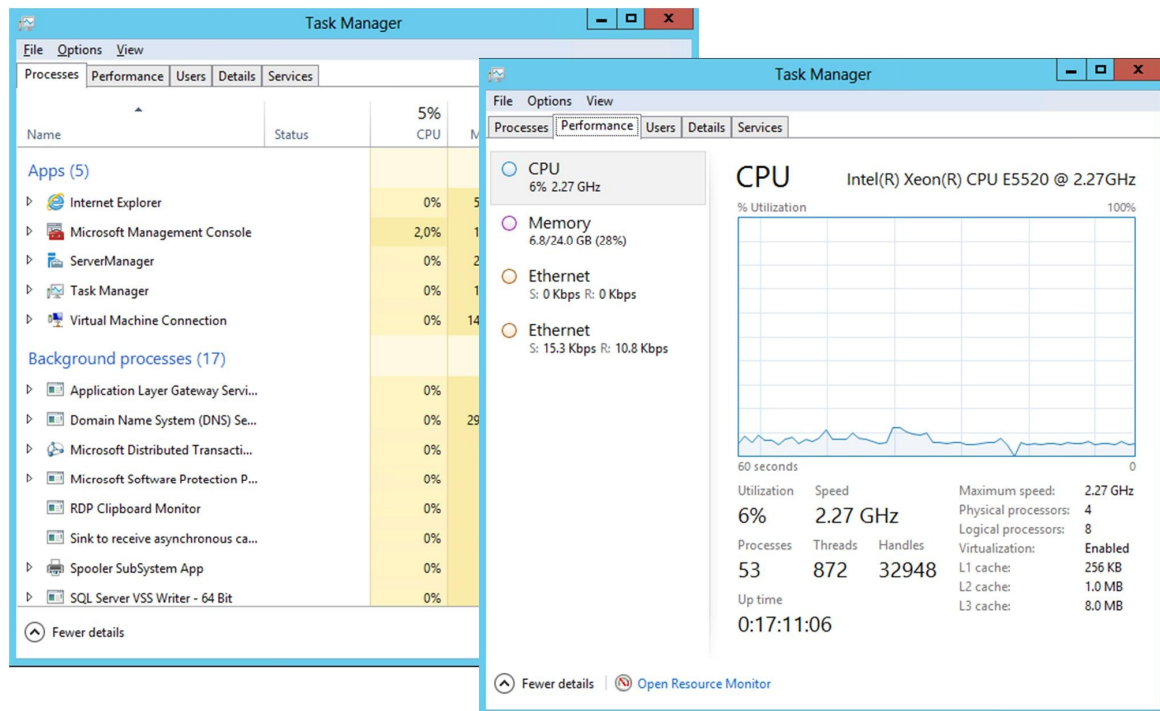 Task Manager
File Options View
Processes Performance Users Details Services
5%
Name Status CPU M
Apps (5)
Internet Explorer 0% 5
Microsoft Management Console 2,0% 1
ServerManager 0% 2
Task Manager 0% 1
Virtual Machine Connection 0% 14
Background processes (17)
Application Layer Gateway Servi... 0%
Domain Name System (DNS) Se... 0% 29
Microsoft Distributed Transacti... 0%
Microsoft Software Protection P... 0%
RDP Clipboard Monitor 0%
Sink to receive asynchronous ca... 0%
Spooler SubSystem App 0%
SQL Server VSS Writer - 64 Bit 0%
Fewer details
Task Manager
File Options View
Processes Performance Users Details Services
CPU
6% 2.27 GHz
Memory
6.8/24.0 GB (28%)
Ethernet
S: 0 Kbps R: 0 Kbps
Ethernet
S: 15.3 Kbps R: 10.8 Kbps
CPU Intel(R) Xeon(R) CPU E5520 @ 2.27GHz
% Utilization 100%
60 seconds 0
Utilization Speed
6% 2.27 GHz
Processes Threads Handles
53 872 32948
Up time
0:17:11:06
Maximum speed: 2.27 GHz
Physical processors: 4
Logical processors: 8
Virtualization: Enabled
L1 cache: 256 KB
L2 cache: 1.0 MB
L3 cache: 8.0 MB
Fewer details Open Resource Monitor